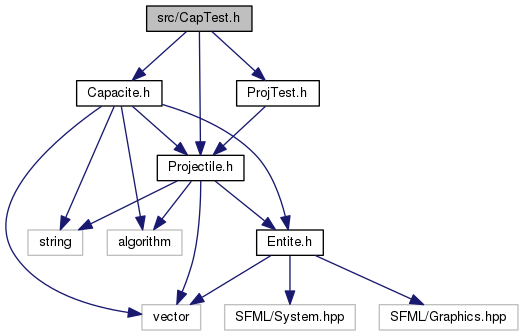 src/CapTest.h
Capacite.h
ProjTest.h
Projectile.h
string
algorithm
Entite.h
vector
SFML/System.hpp
SFML/Graphics.hpp